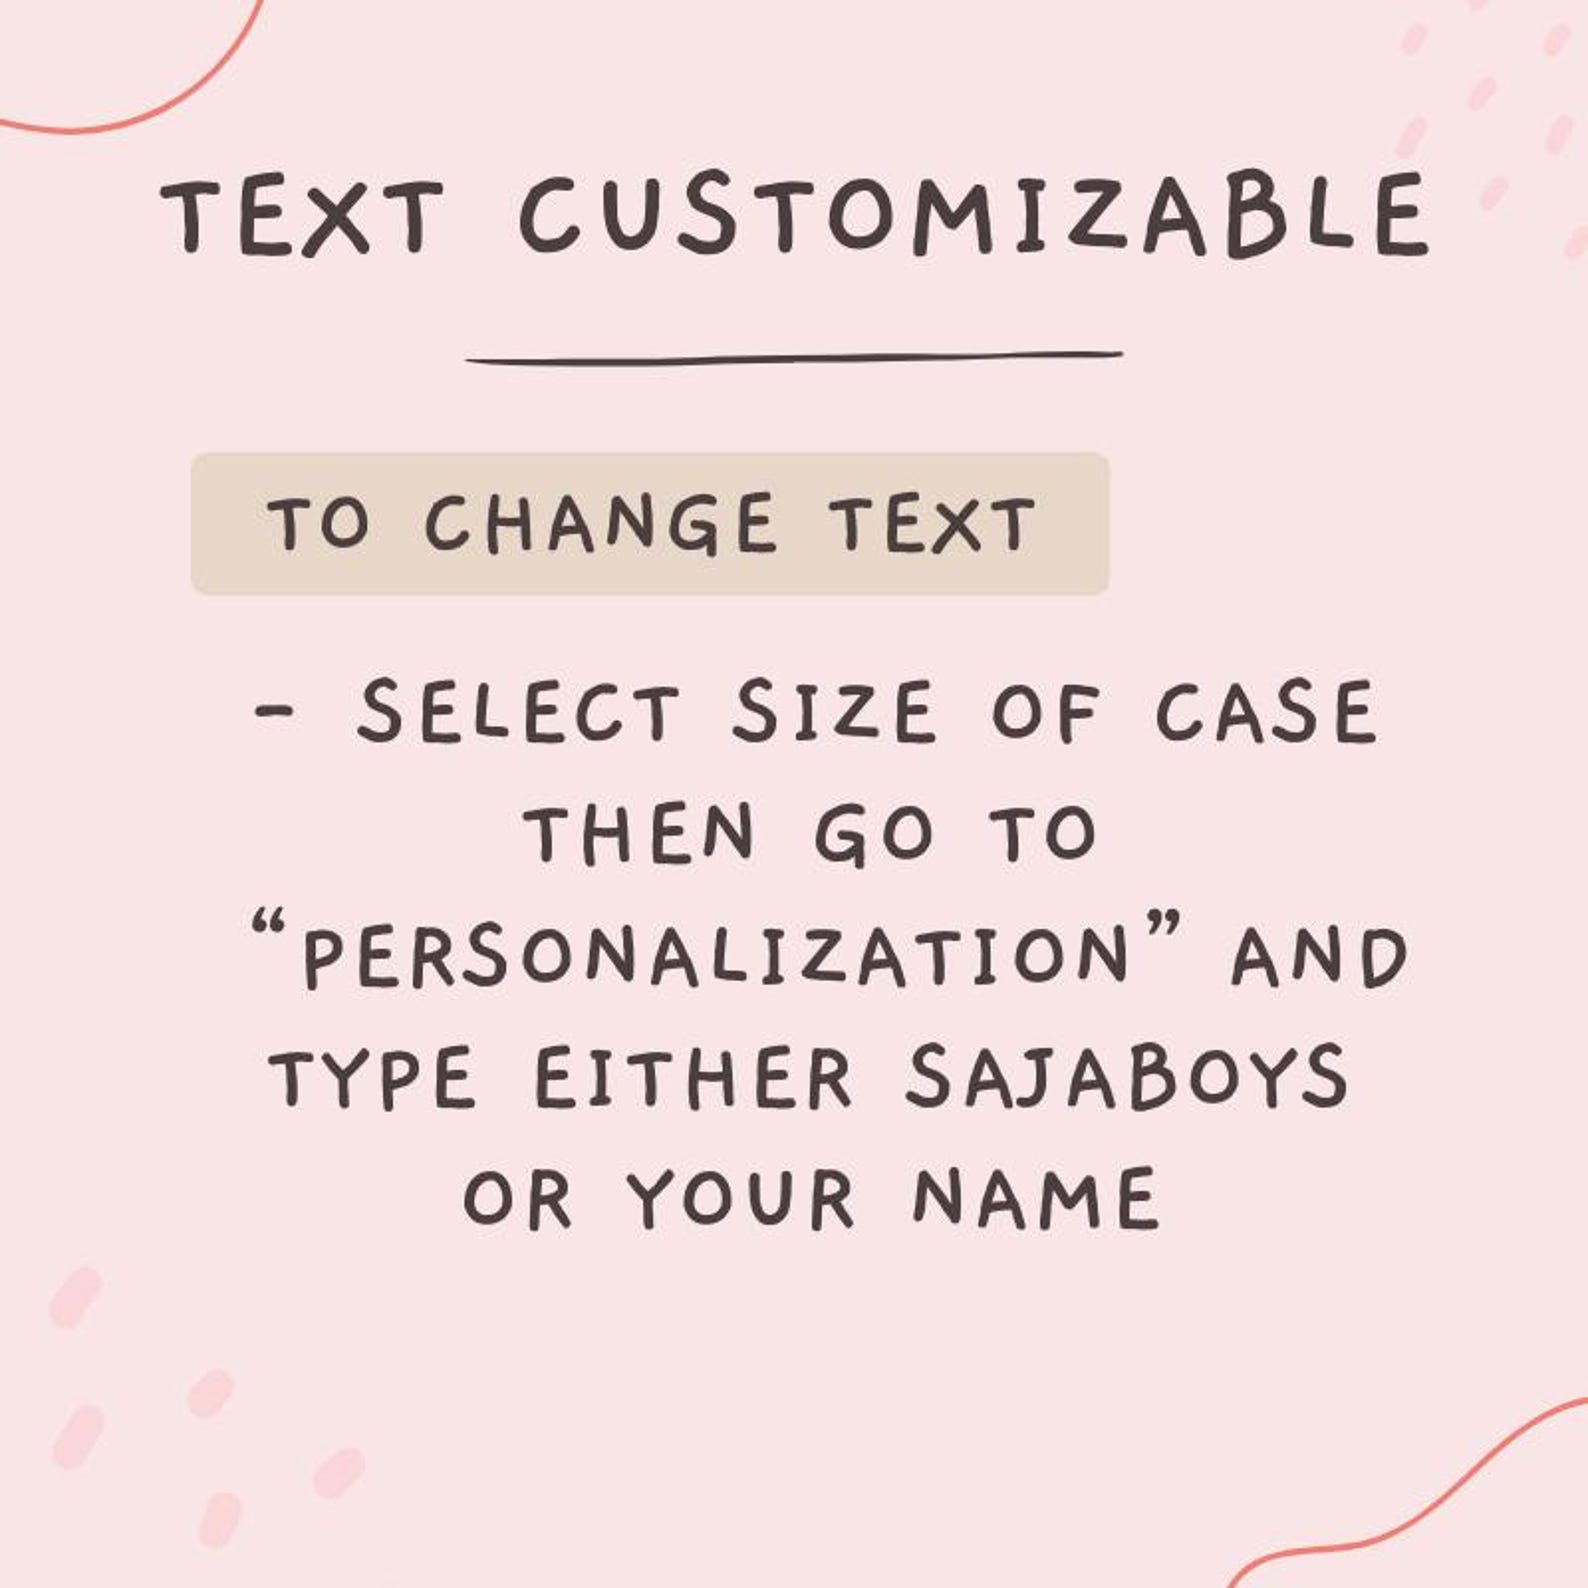 TEXT CUSTOMIZABLE
TO CHANGE TEXT
- SELECT SIZE OF CASE
THEN GO TO
“PERSONALIZATION” AND
TYPE EITHER SAJABOYS
OR YOUR NAME